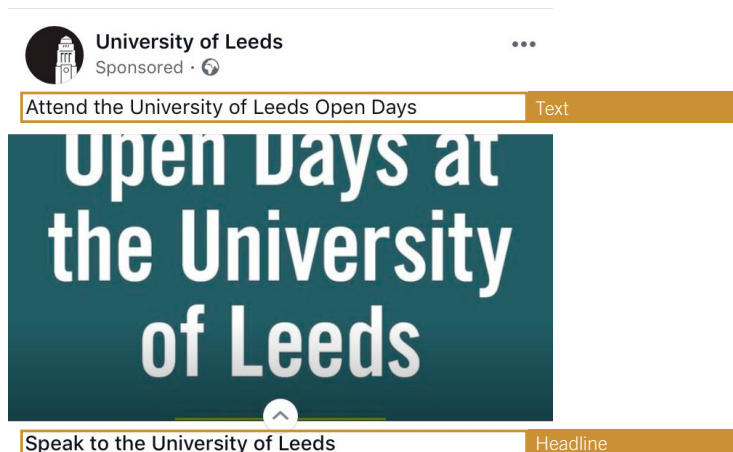 University of Leeds
Sponsored ·
Attend the University of Leeds Open Days
Text
Open Days at
the University
of Leeds
Speak to the University of Leeds
Headline